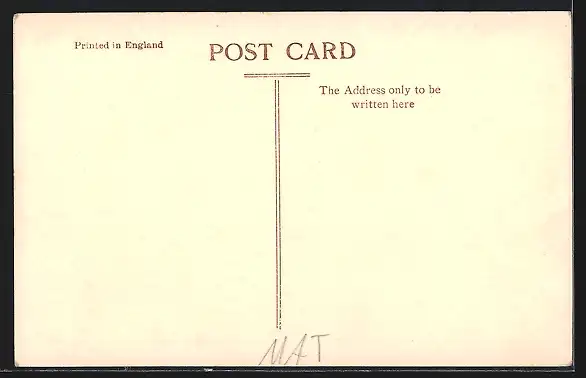 Printed in England
POST CARD
The Address only to be
written here
MAT